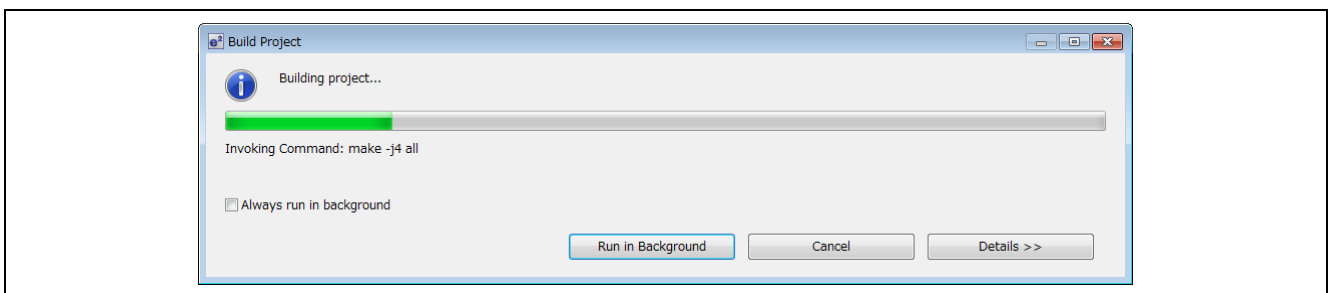 e² Build Project
Building project...
Invoking Command: make -j4 all
Always run in background
Run in Background Cancel Details >>